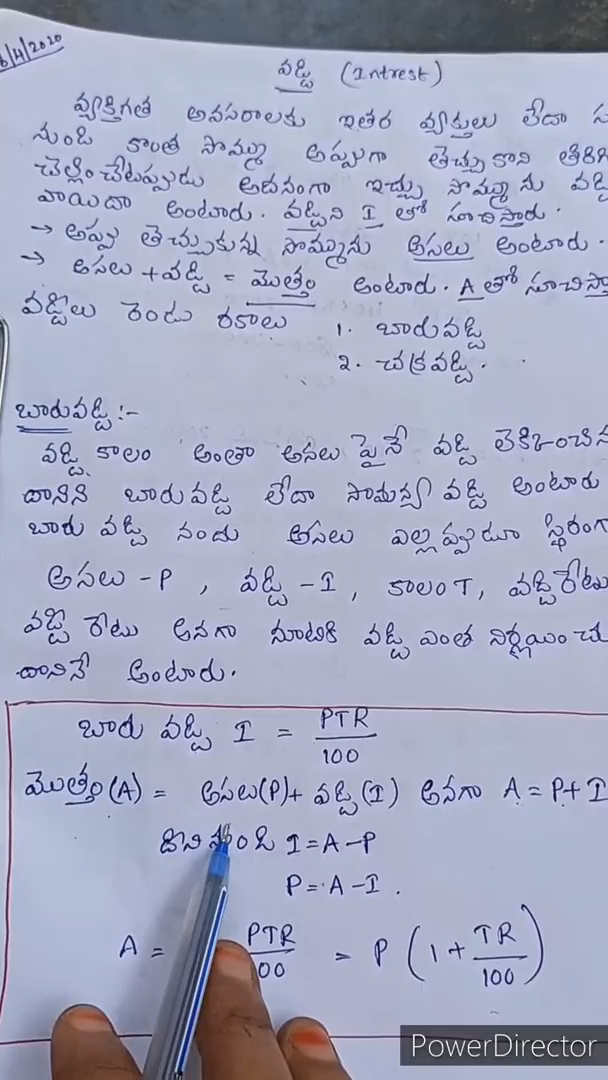 6/4/2020
వడ్డి (Intrest)
వ్యక్తిగత అవసరాలకు ఇతర వ్యక్తులు లేదా
నుండి కొంత సొమ్ము అప్పుగా తెచ్చుకొని తిరిగి
చెల్లించేటప్పుడు అదనంగా ఇచ్చు సొమ్మును వడ్డి
వాయిదా అంటారు. వడ్డిని I తో సూచిస్తారు.
→ అప్పు తెచ్చుకున్న సొమ్మును అసలు అంటారు.
→ అసలు + వడ్డి = మొత్తం అంటారు. A తో సూచిస్తా
వడ్డీలు రెండు రకాలు 1. బారువడ్డి
2. చక్రవడ్డి.
బారువడ్డి :-
వడ్డి కాలం అంతా అసలు పైనే వడ్డి లెక్కించిన
దానిని బారువడ్డి లేదా సామాన్య వడ్డి అంటారు
బారు వడ్డి నందు అసలు ఎల్లప్పుడూ స్థిరంగ
అసలు - P , వడ్డి - I , కాలం T , వడ్డిరేటు
వడ్డి రేటు అనగా నూటికి వడ్డి ఎంత నిర్ణయించు
దానినే అంటారు.
బారు వడ్డి I = PTR/100
మొత్తం(A) = అసలు(P) + వడ్డి(I) అనగా A = P + I
I = A - P
P = A - I .
A = PTR/100 = P (1 + TR/100)
PowerDirector